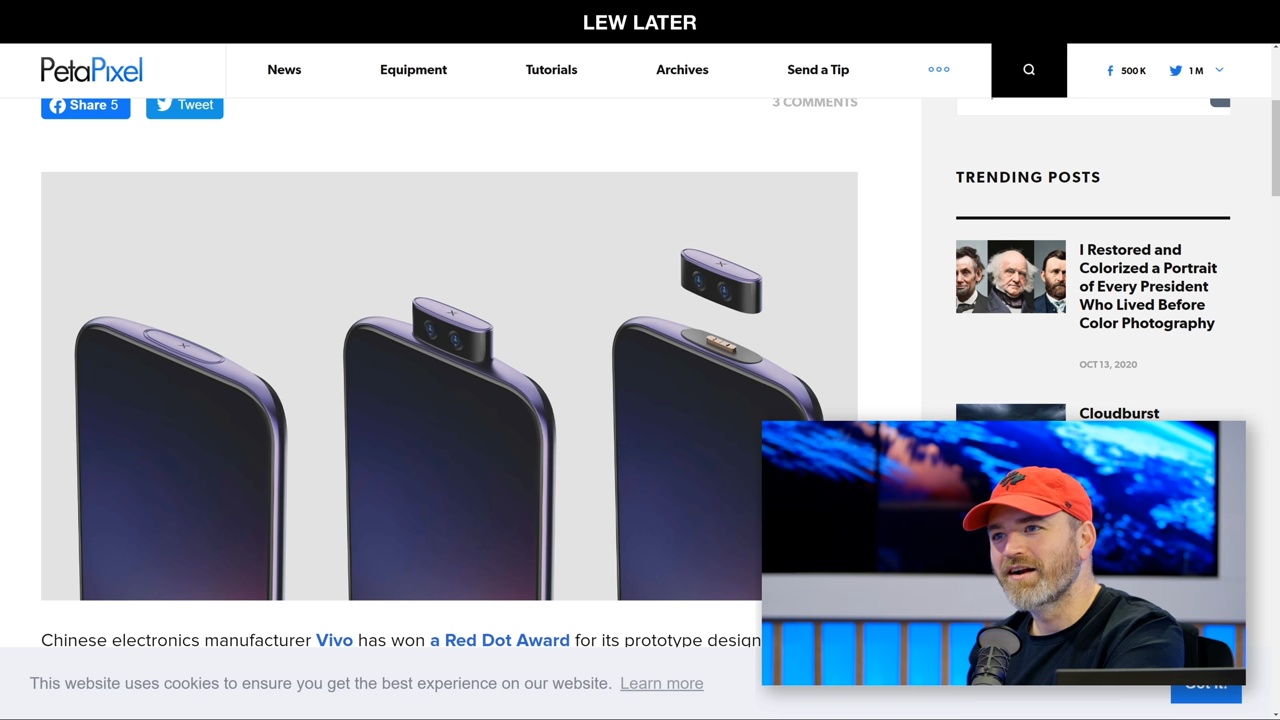 LEW LATER
PetaPixel
News
Equipment
Tutorials
Archives
Send a Tip
500 K
1 M
Share 5
Tweet
3 COMMENTS
TRENDING POSTS
I Restored and
Colorized a Portrait
of Every President
Who Lived Before
Color Photography
OCT 13, 2020
Cloudburst
Chinese electronics manufacturer Vivo has won a Red Dot Award for its prototype design
This website uses cookies to ensure you get the best experience on our website. Learn more
Got it!